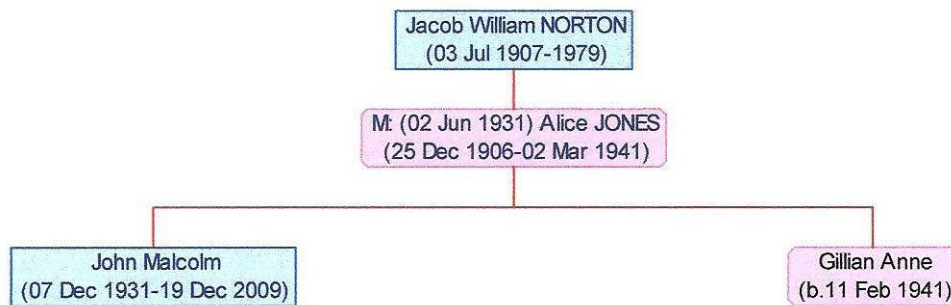 Jacob William NORTON
(03 Jul 1907-1979)
M: (02 Jun 1931) Alice JONES
(25 Dec 1906-02 Mar 1941)
John Malcolm
(07 Dec 1931-19 Dec 2009)
Gillian Anne
(b.11 Feb 1941)